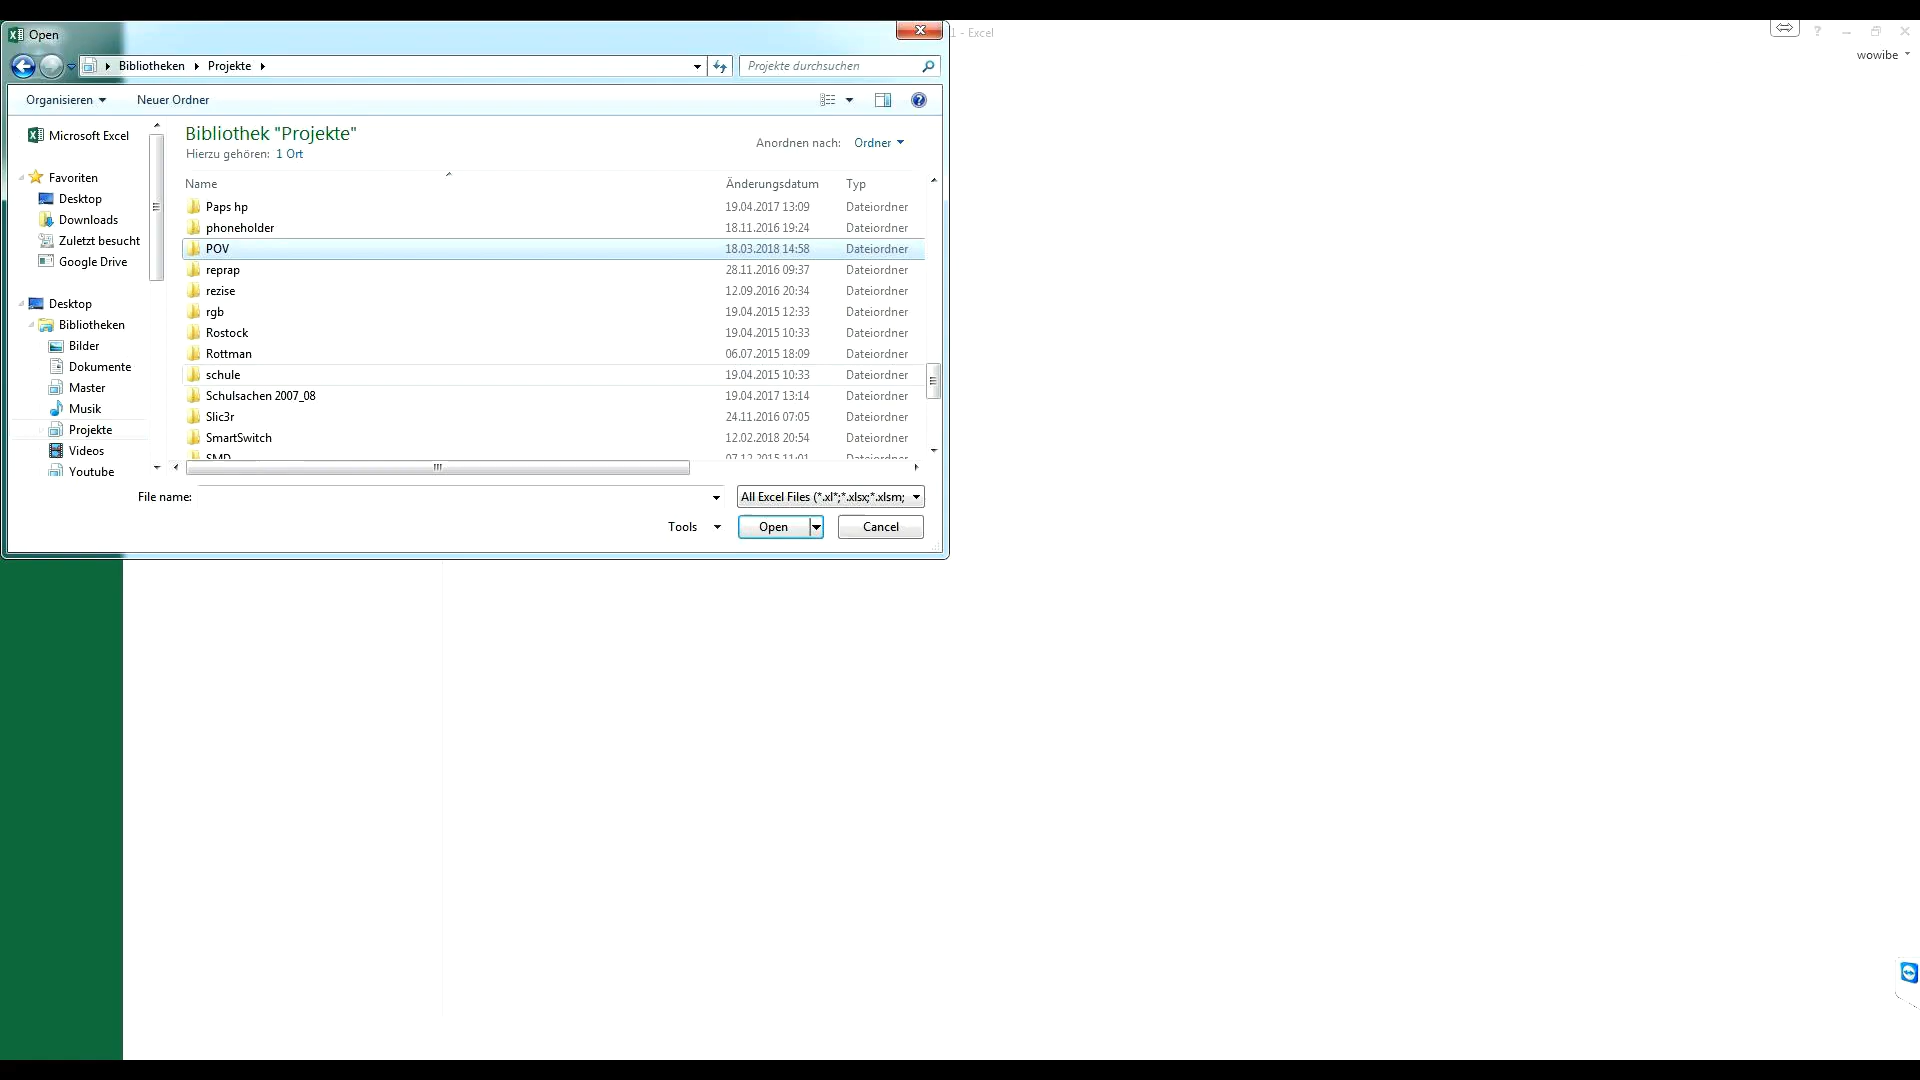 Open
1 - Excel
?
wowibe
Bibliotheken Projekte
Projekte durchsuchen
Organisieren Neuer Ordner
Microsoft Excel
Favoriten
Desktop
Downloads
Zuletzt besucht
Google Drive
Desktop
Bibliotheken
Bilder
Dokumente
Master
Musik
Projekte
Videos
Youtube
Bibliothek "Projekte"
Hierzu gehören: 1 Ort
Anordnen nach: Ordner
Name Änderungsdatum Typ
Paps hp 19.04.2017 13:09 Dateiordner
phoneholder 18.11.2016 19:24 Dateiordner
POV 18.03.2018 14:58 Dateiordner
reprap 28.11.2016 09:37 Dateiordner
rezise 12.09.2016 20:34 Dateiordner
rgb 19.04.2015 12:33 Dateiordner
Rostock 19.04.2015 10:33 Dateiordner
Rottman 06.07.2015 18:09 Dateiordner
schule 19.04.2015 10:33 Dateiordner
Schulsachen 2007_08 19.04.2017 13:14 Dateiordner
Slic3r 24.11.2016 07:05 Dateiordner
SmartSwitch 12.02.2018 20:54 Dateiordner
SMD 07.12.2015 11:01 Dateiordner
File name:
All Excel Files (*.xl*;*.xlsx;*.xlsm;
Tools Open Cancel